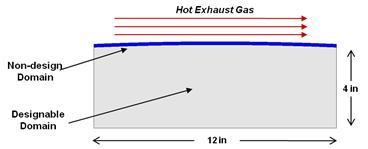 Hot Exhaust Gas
Non-design
Domain
Designable
Domain
4 in
12 in